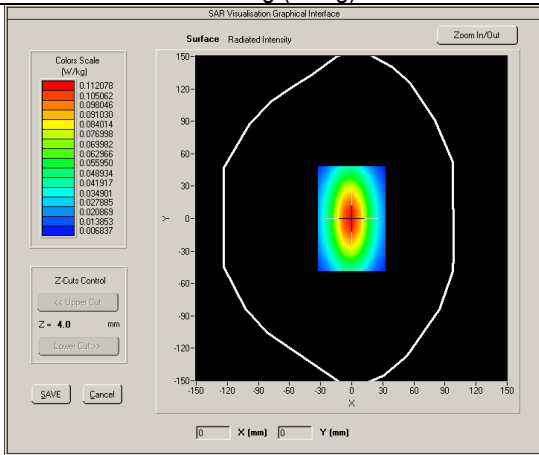 SAR Visualisation Graphical Interface
Surface Radiated Intensity
Zoom In/Out
Colors Scale
(W/kg)
0.112078
0.105062
0.098046
0.091030
0.084014
0.076998
0.069982
0.062966
0.055950
0.048934
0.041917
0.034901
0.027885
0.020869
0.013853
0.006837
Z-Cuts Control
<< Upper Cut
Z = 4.0 mm
Lower Cut >>
SAVE Cancel
150
120
90
60
30
0
-30
-60
-90
-120
-150
Y
-150 -120 -90 -60 -30 0 30 60 90 120 150
X
0 X (mm) 0 Y (mm)